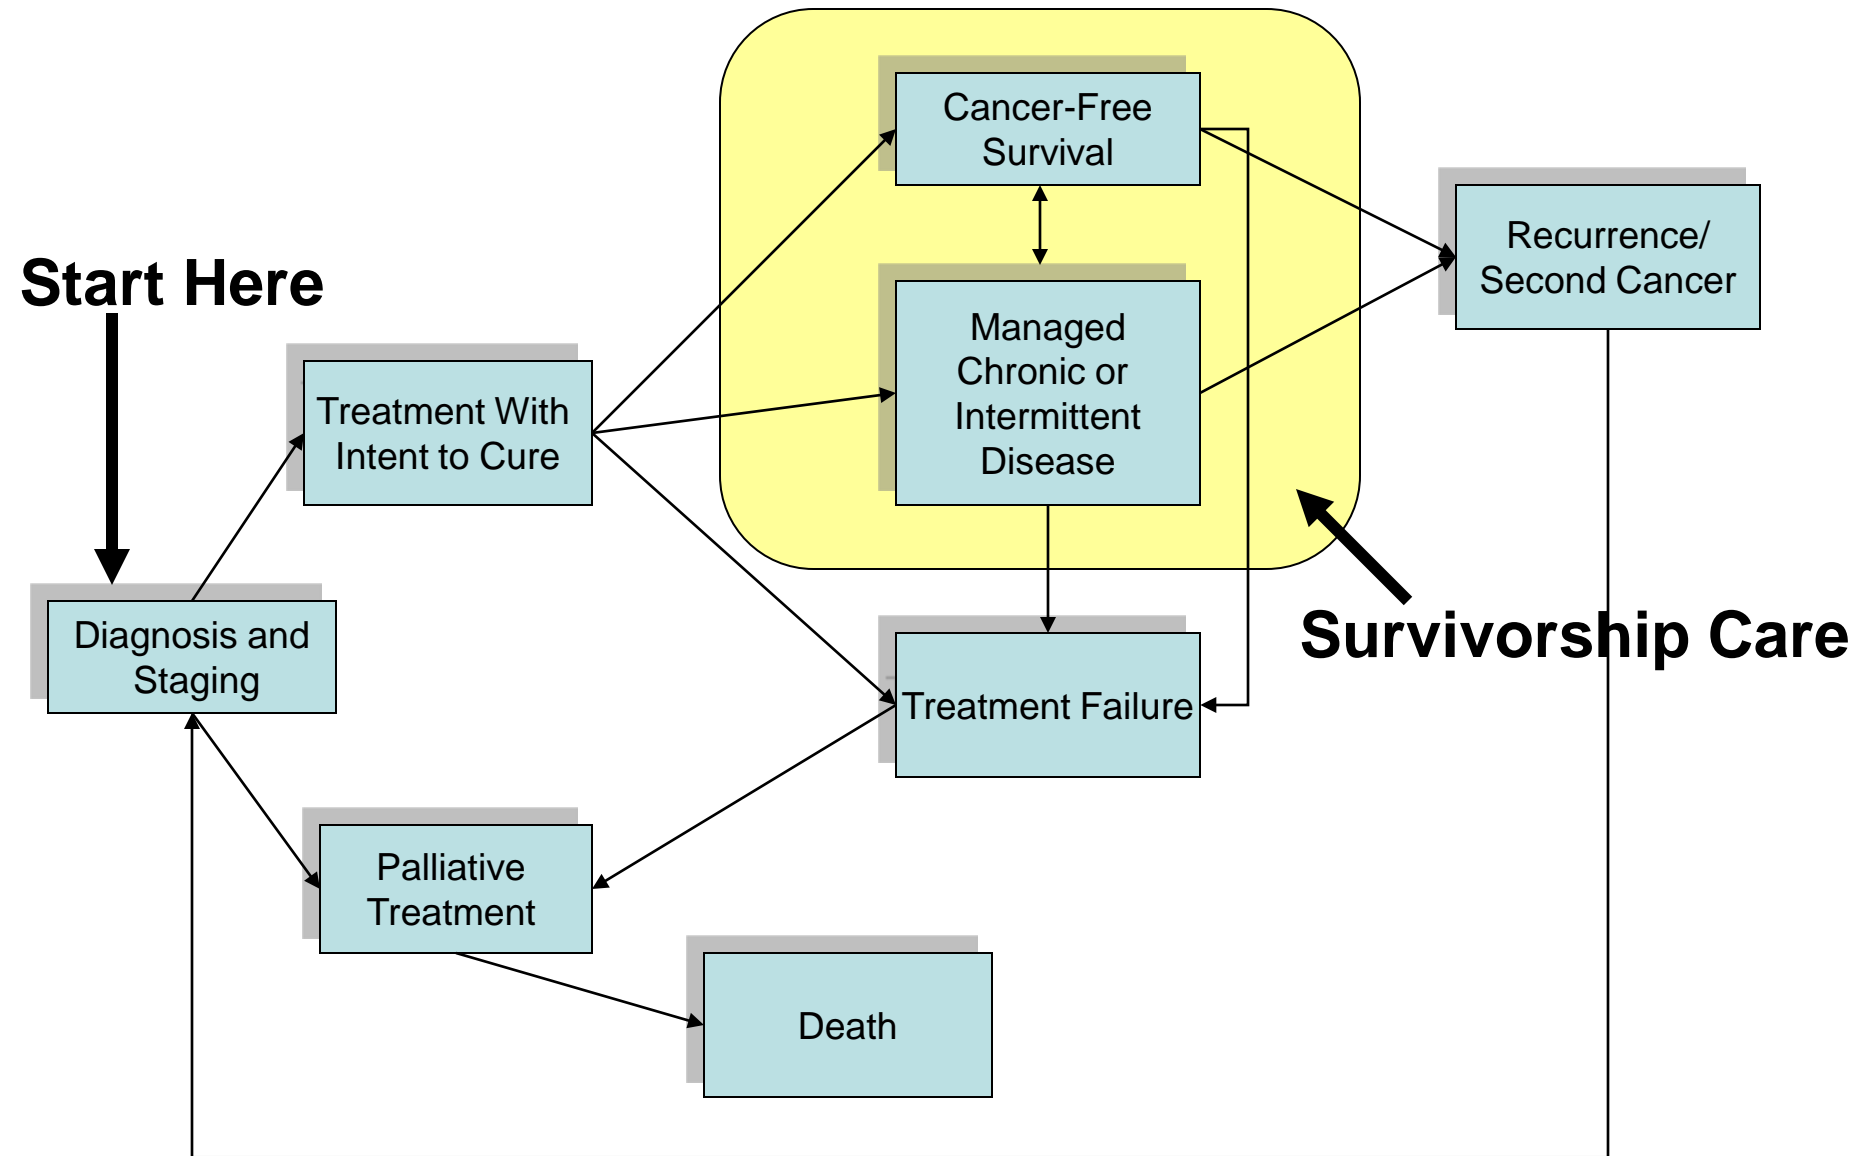 Cancer-Free
Survival
Recurrence/
Second Cancer
Start Here
Managed
Chronic or
Intermittent
Disease
Treatment With
Intent to Cure
Survivorship Care
Diagnosis and
Staging
Treatment Failure
Palliative
Treatment
Death